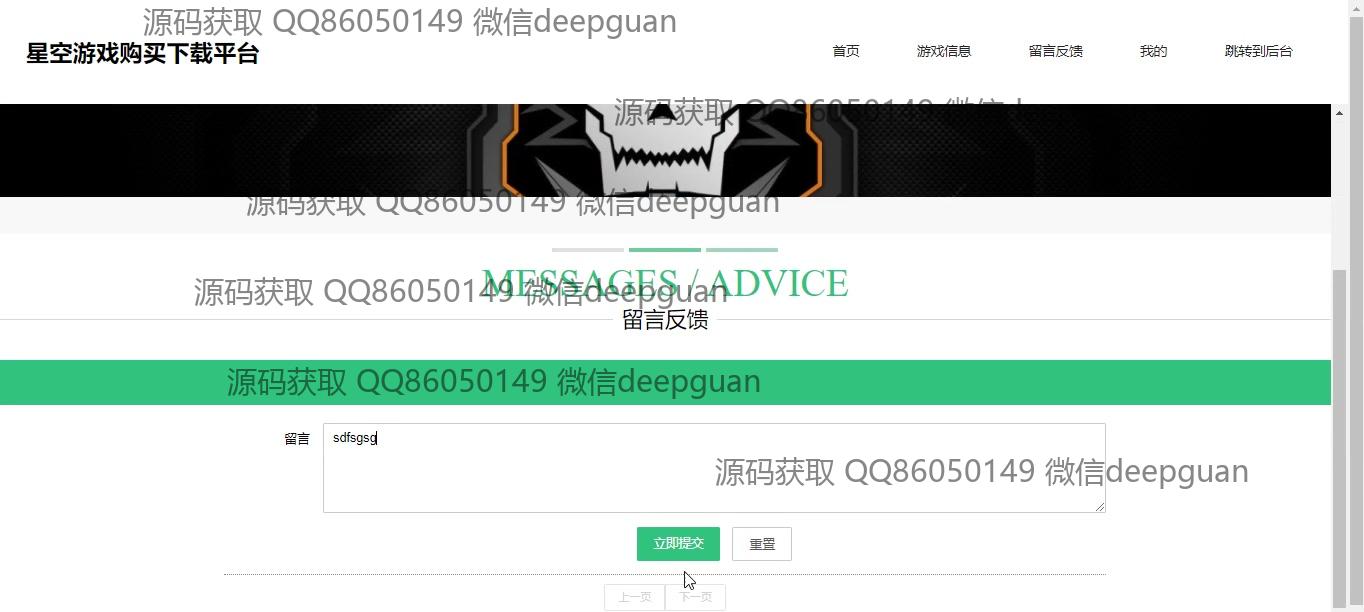 源码获取 QQ86050149 微信deepguan
星空游戏购买下载平台
首页 游戏信息 留言反馈 我的 跳转到后台
源码获取 QQ86050149 微信d
源码获取 QQ86050149 微信deepguan
MESSAGES / ADVICE
源码获取 QQ86050149 微信deepguan
留言反馈
源码获取 QQ86050149 微信deepguan
留言 sdfsgsg
源码获取 QQ86050149 微信deepguan
立即提交 重置
上一页 下一页